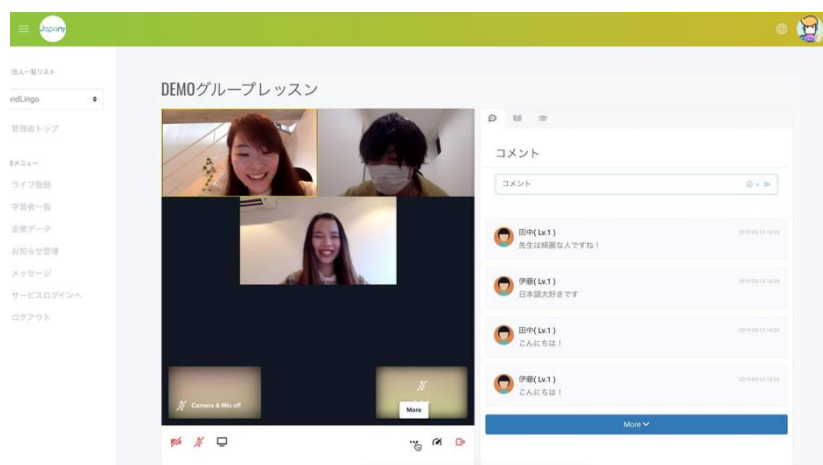 Japany
法人一覧リスト
ndLingo
管理者トップ
メニュー
ライブ登録
学習者一覧
企業データ
お知らせ管理
メッセージ
サービスログインへ
ログアウト
DEMOグループレッスン
Camera & Mic off
More
コメント
コメント
田中( Lv.1 )
先生は綺麗な人ですね！
伊藤( Lv.1 )
日本語大好きです
田中( Lv.1 )
こんにちは！
伊藤( Lv.1 )
こんにちは！
More